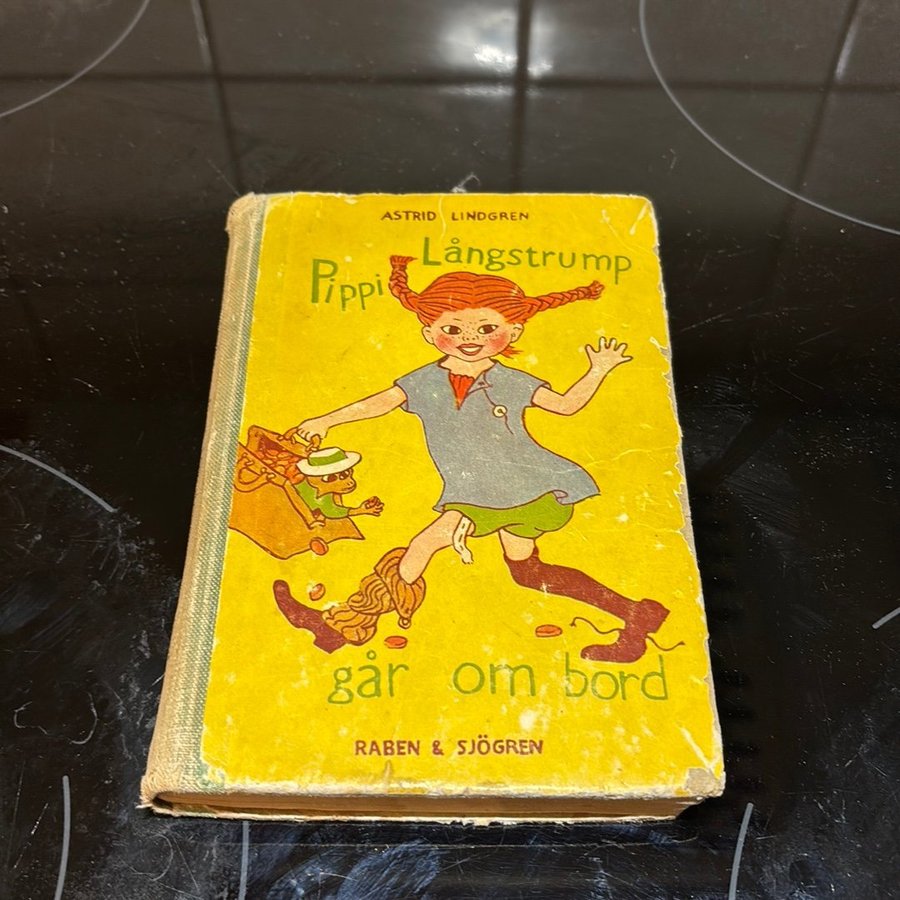 ASTRID LINDGREN
Pippi Långstrump
går om bord
RABEN & SJÖGREN